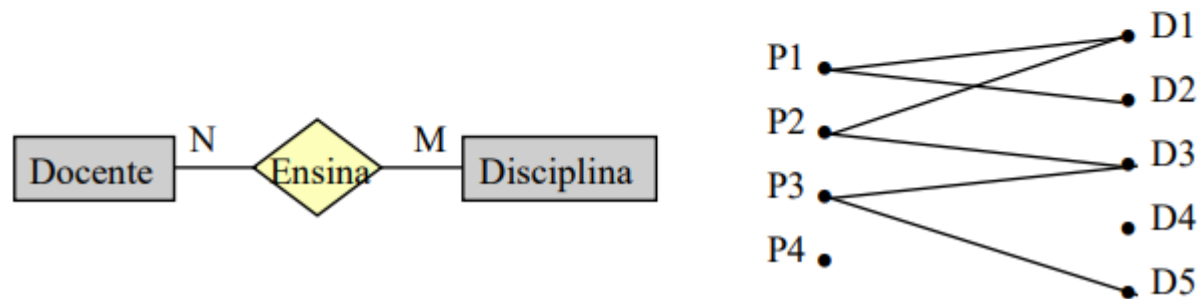 N
M
Docente
Ensina
Disciplina
P1
P2
P3
P4
D1
D2
D3
D4
D5